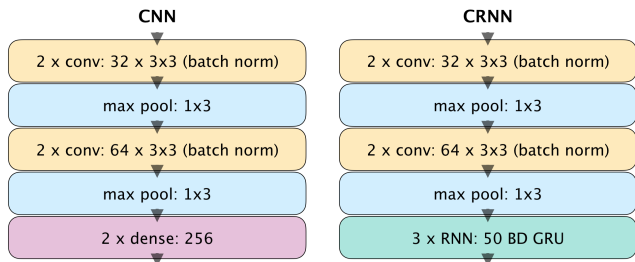 CNN
2 x conv: 32 x 3x3 (batch norm)
max pool: 1x3
2 x conv: 64 x 3x3 (batch norm)
max pool: 1x3
2 x dense: 256
CRNN
2 x conv: 32 x 3x3 (batch norm)
max pool: 1x3
2 x conv: 64 x 3x3 (batch norm)
max pool: 1x3
3 x RNN: 50 BD GRU